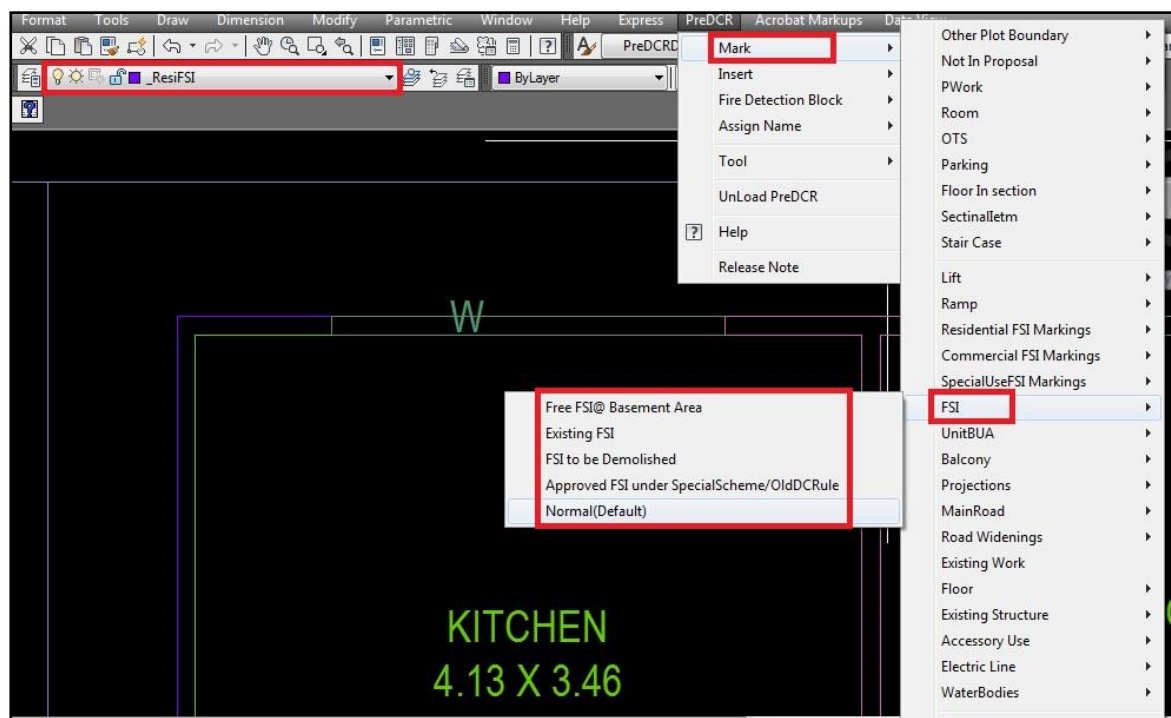 Format Tools Draw Dimension Modify Parametric Window Help Express PreDCR Acrobat Markups Data View
PreDCRD
_ResiFSI
ByLayer
Mark
Insert
Fire Detection Block
Assign Name
Tool
UnLoad PreDCR
Help
Release Note
Other Plot Boundary
Not In Proposal
PWork
Room
OTS
Parking
Floor In section
SectinalIetm
Stair Case
Lift
Ramp
Residential FSI Markings
Commercial FSI Markings
SpecialUseFSI Markings
FSI
UnitBUA
Balcony
Projections
MainRoad
Road Widenings
Existing Work
Floor
Existing Structure
Accessory Use
Electric Line
WaterBodies
Free FSI@ Basement Area
Existing FSI
FSI to be Demolished
Approved FSI under SpecialScheme/OldDCRule
Normal(Default)
W
KITCHEN
4.13 X 3.46